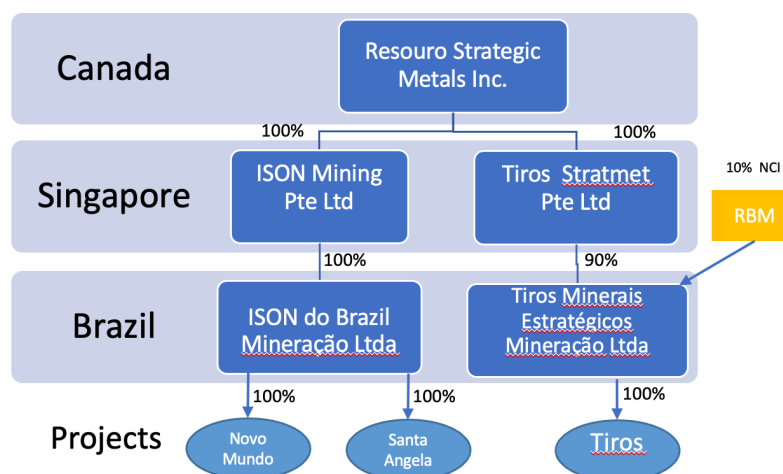 Canada
Resouro Strategic
Metals Inc.
100%
100%
Singapore
ISON Mining
Pte Ltd
Tiros Stratmet
Pte Ltd
10% NCI
RBM
100%
90%
Brazil
ISON do Brazil
Mineração Ltda
Tiros Minerais
Estratégicos
Mineração Ltda
100%
100%
100%
Projects
Novo
Mundo
Santa
Angela
Tiros